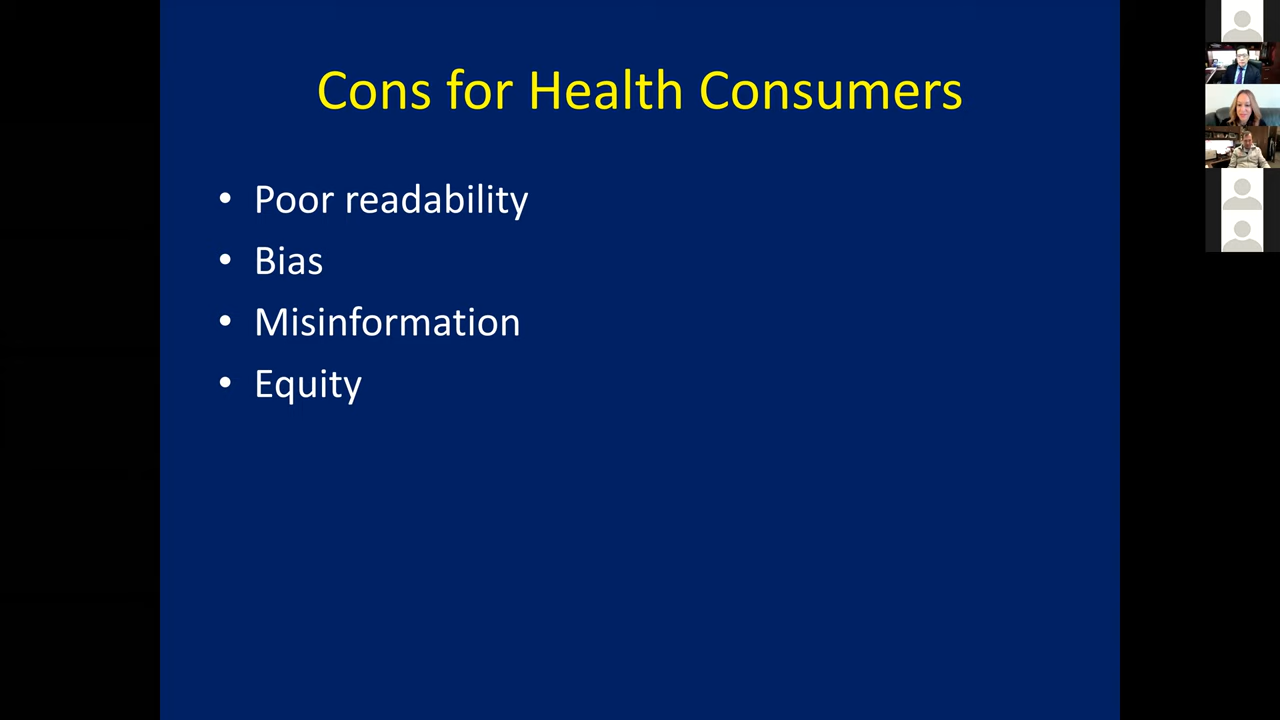 Cons for Health Consumers
• Poor readability
• Bias
• Misinformation
• Equity